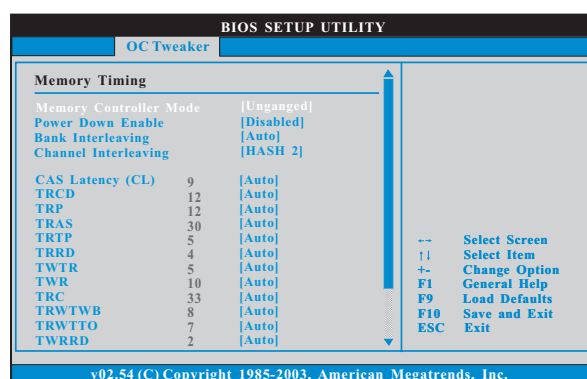 BIOS SETUP UTILITY
OC Tweaker
Memory Timing
Memory Controller Mode [Unganged]
Power Down Enable [Disabled]
Bank Interleaving [Auto]
Channel Interleaving [HASH 2]
CAS Latency (CL) 9 [Auto]
TRCD 12 [Auto]
TRP 12 [Auto]
TRAS 30 [Auto]
TRTP 5 [Auto]
TRRD 4 [Auto]
TWTR 5 [Auto]
TWR 10 [Auto]
TRC 33 [Auto]
TRWTWB 8 [Auto]
TRWTTO 7 [Auto]
TWRRD 2 [Auto]
←→ Select Screen
↑↓ Select Item
+- Change Option
F1 General Help
F9 Load Defaults
F10 Save and Exit
ESC Exit
v02.54 (C) Copyright 1985-2003, American Megatrends, Inc.